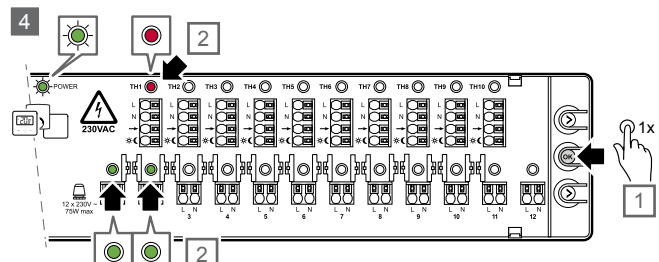 4
2
POWER
TH1 TH2 TH3 TH4 TH5 TH6 TH7 TH8 TH9 TH10
L
N
230VAC
OK
1x
12 x 230V ~
75W max
L N L N L N L N L N L N L N L N L N L N
3 4 5 6 7 8 9 10 11 12
1
2